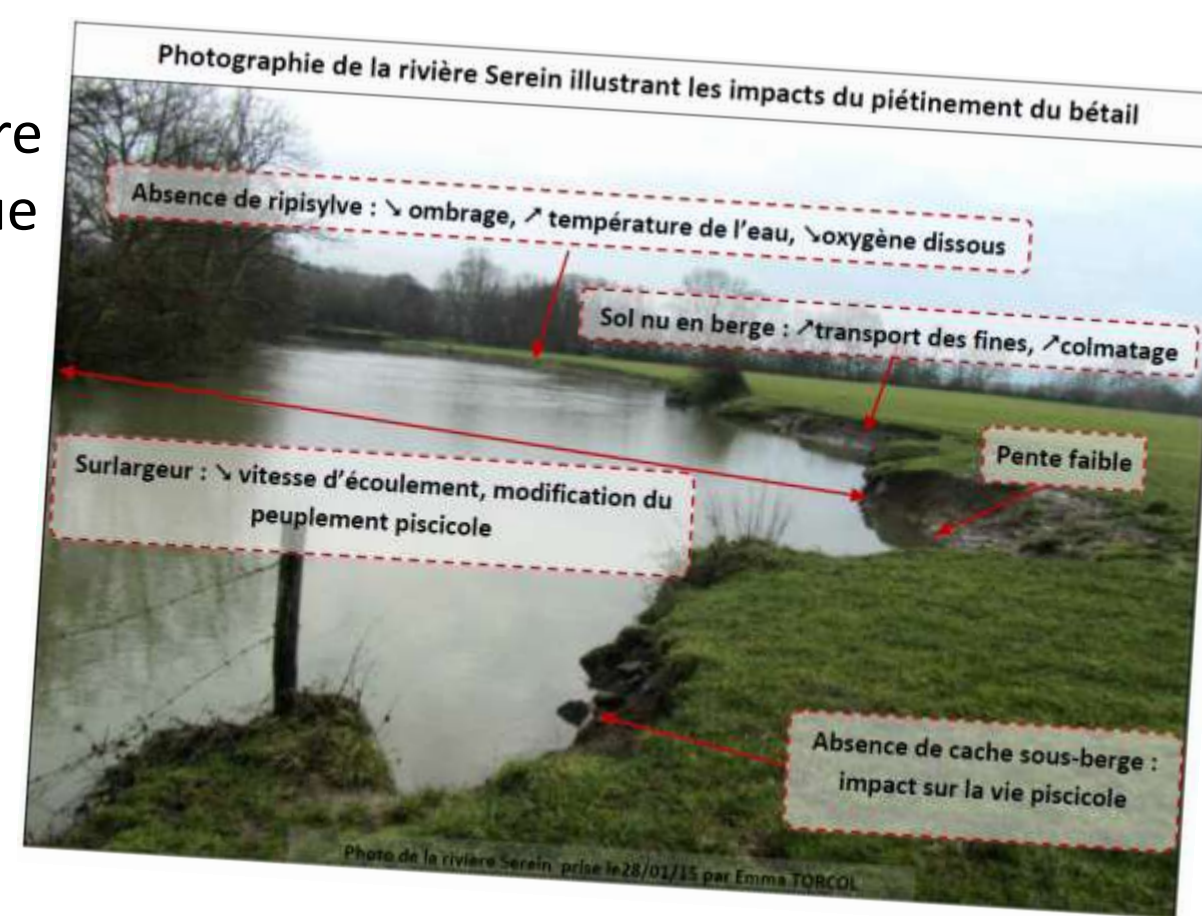 Photographie de la rivière Serein illustrant les impacts du piétinement du bétail
re
ue
Absence de ripisylve : ↘ ombrage, ↗ température de l'eau, ↘oxygène dissous
Sol nu en berge : ↗transport des fines, ↗colmatage
Pente faible
Surlargeur : ↘ vitesse d'écoulement, modification du
peuplement piscicole
Absence de cache sous-berge :
impact sur la vie piscicole
Photo de la rivière Serein prise le 28/01/15 par Emma TORCOL